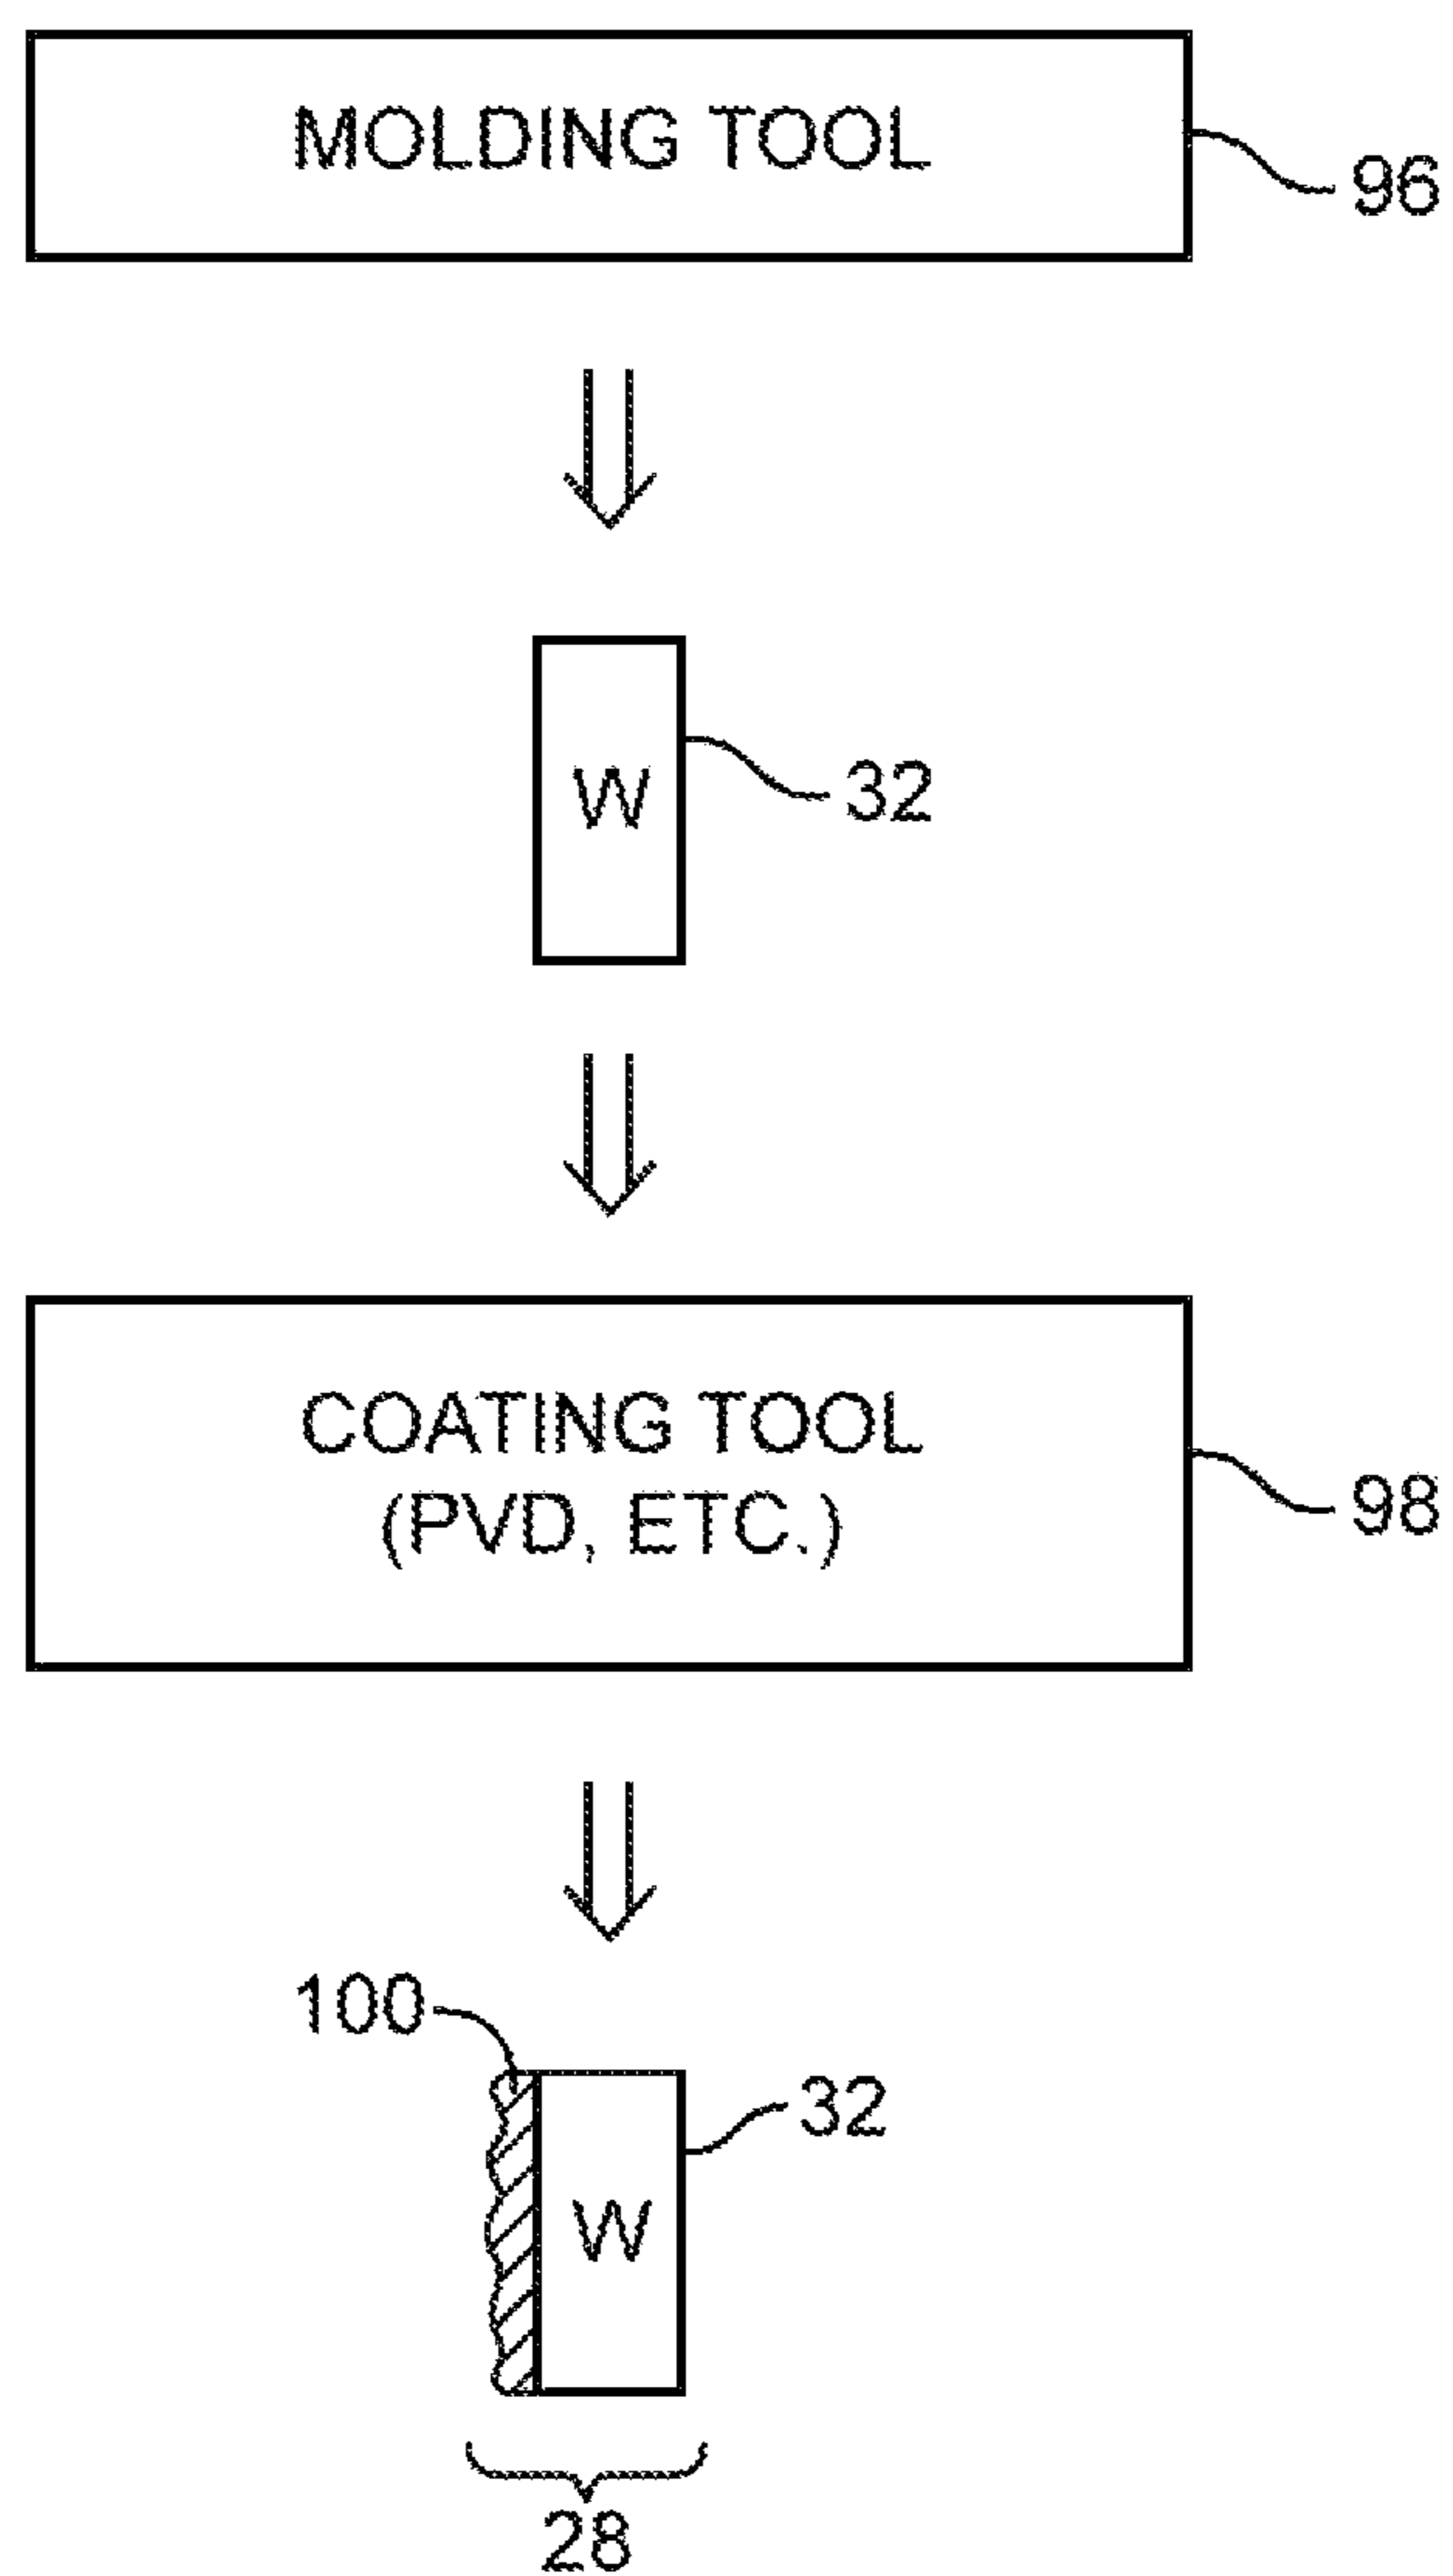 MOLDING TOOL
96
W
32
COATING TOOL
(PVD, ETC.)
98
100
32
W
28